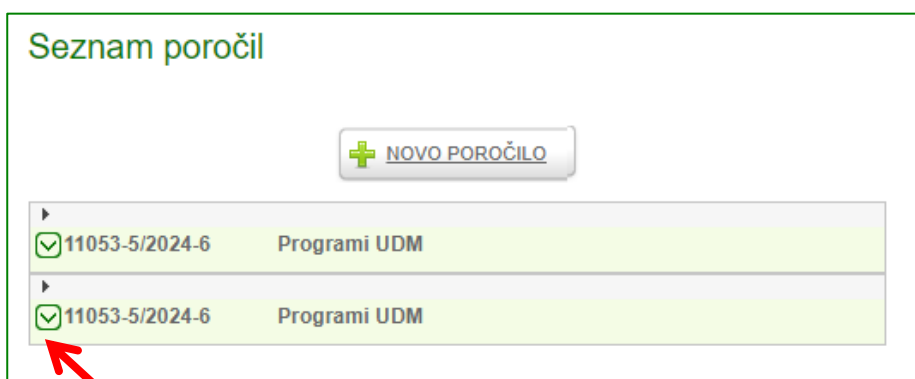 Seznam poročil
NOVO POROČILO
11053-5/2024-6 Programi UDM
11053-5/2024-6 Programi UDM